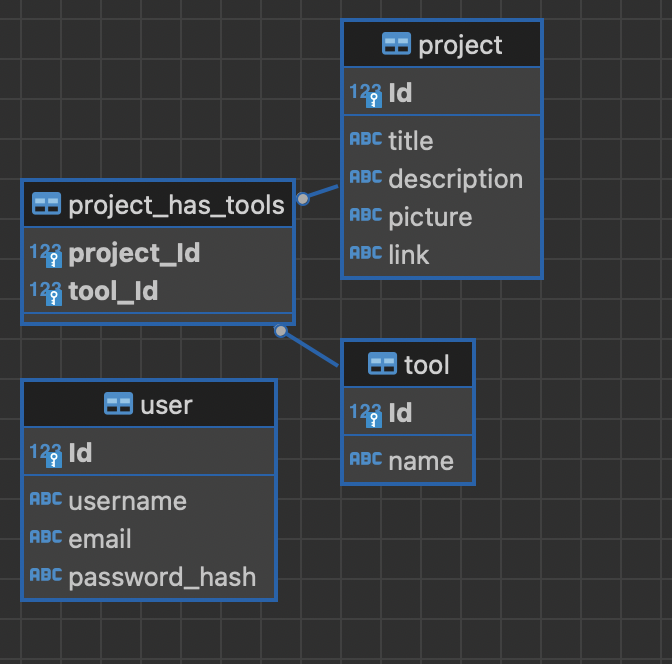 project
123 Id
ABC title
ABC description
ABC picture
ABC link
project_has_tools
123 project_Id
123 tool_Id
tool
123 Id
ABC name
user
123 Id
ABC username
ABC email
ABC password_hash